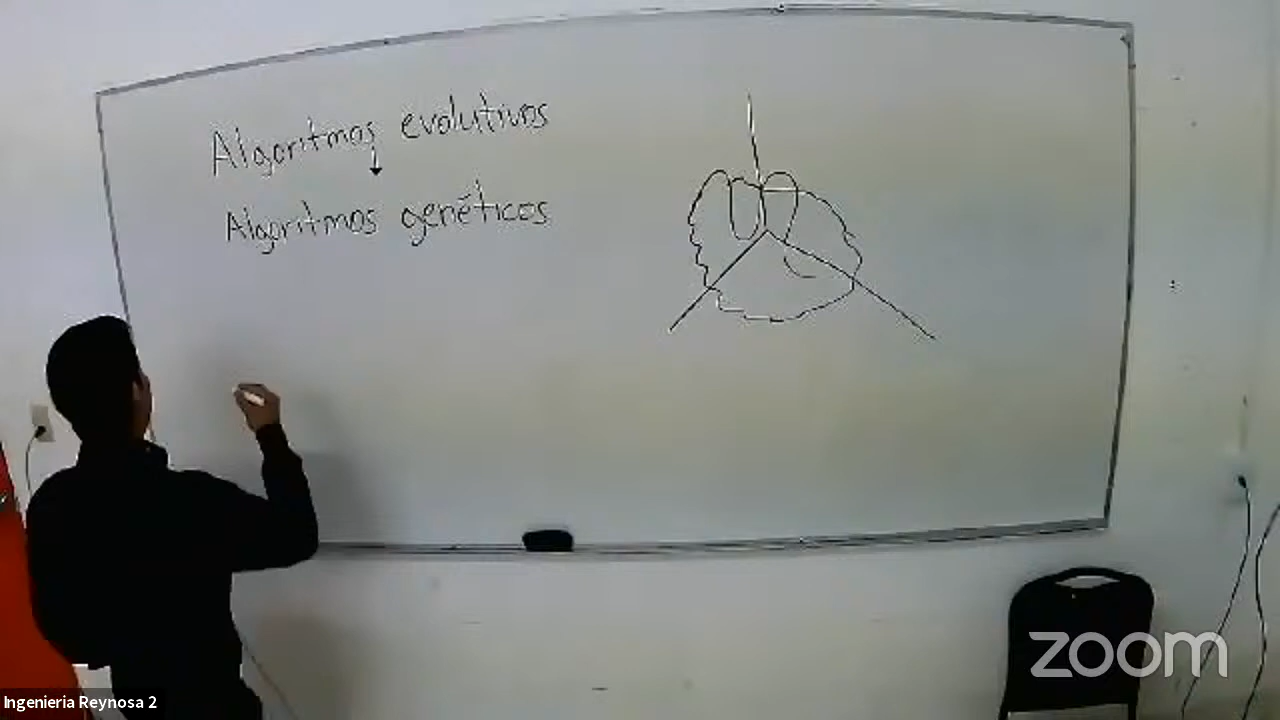 Algoritmos evolutivos
Algoritmos genéticos
zoom
Ingenieria Reynosa 2